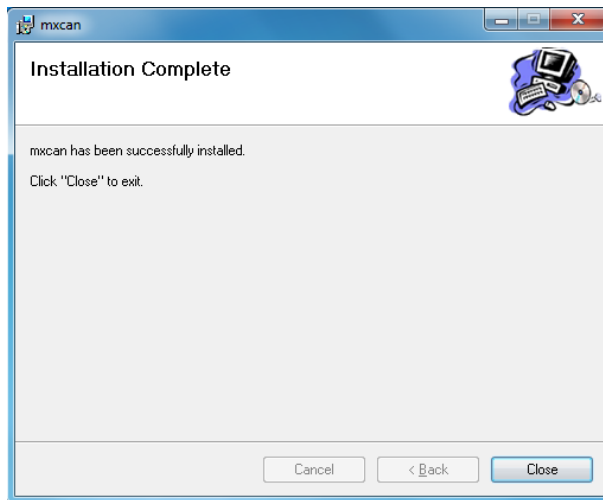 mxcan
Installation Complete
mxcan has been successfully installed.
Click "Close" to exit.
Cancel
< Back
Close